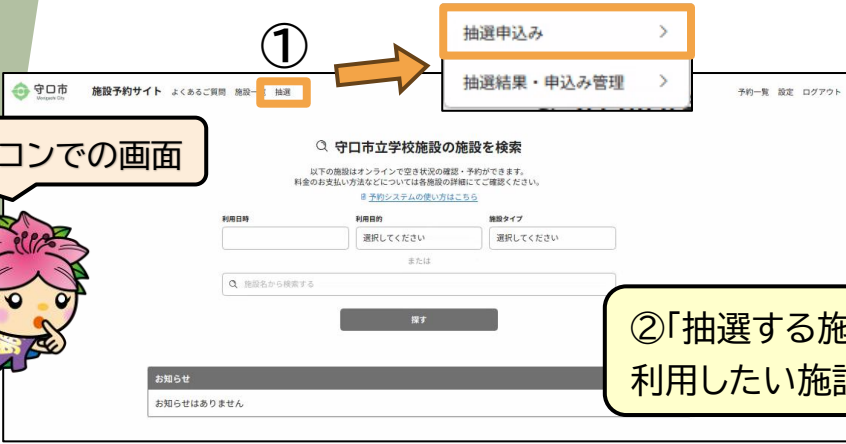 ①
抽選申込み
抽選結果・申込み管理
守口市
Moriguchi City
施設予約サイト よくあるご質問 施設一 抽選
予約一覧 設定 ログアウト
コンでの画面
守口市立学校施設の施設を検索
以下の施設はオンラインで空き状況の確認・予約ができます。
料金のお支払い方法などについては各施設の詳細にてご確認ください。
予約システムの使い方はこちら
利用日時 利用目的 施設タイプ
選択してください 選択してください
または
施設名から検索する
探す
②「抽選する施
利用したい施
お知らせ
お知らせはありません